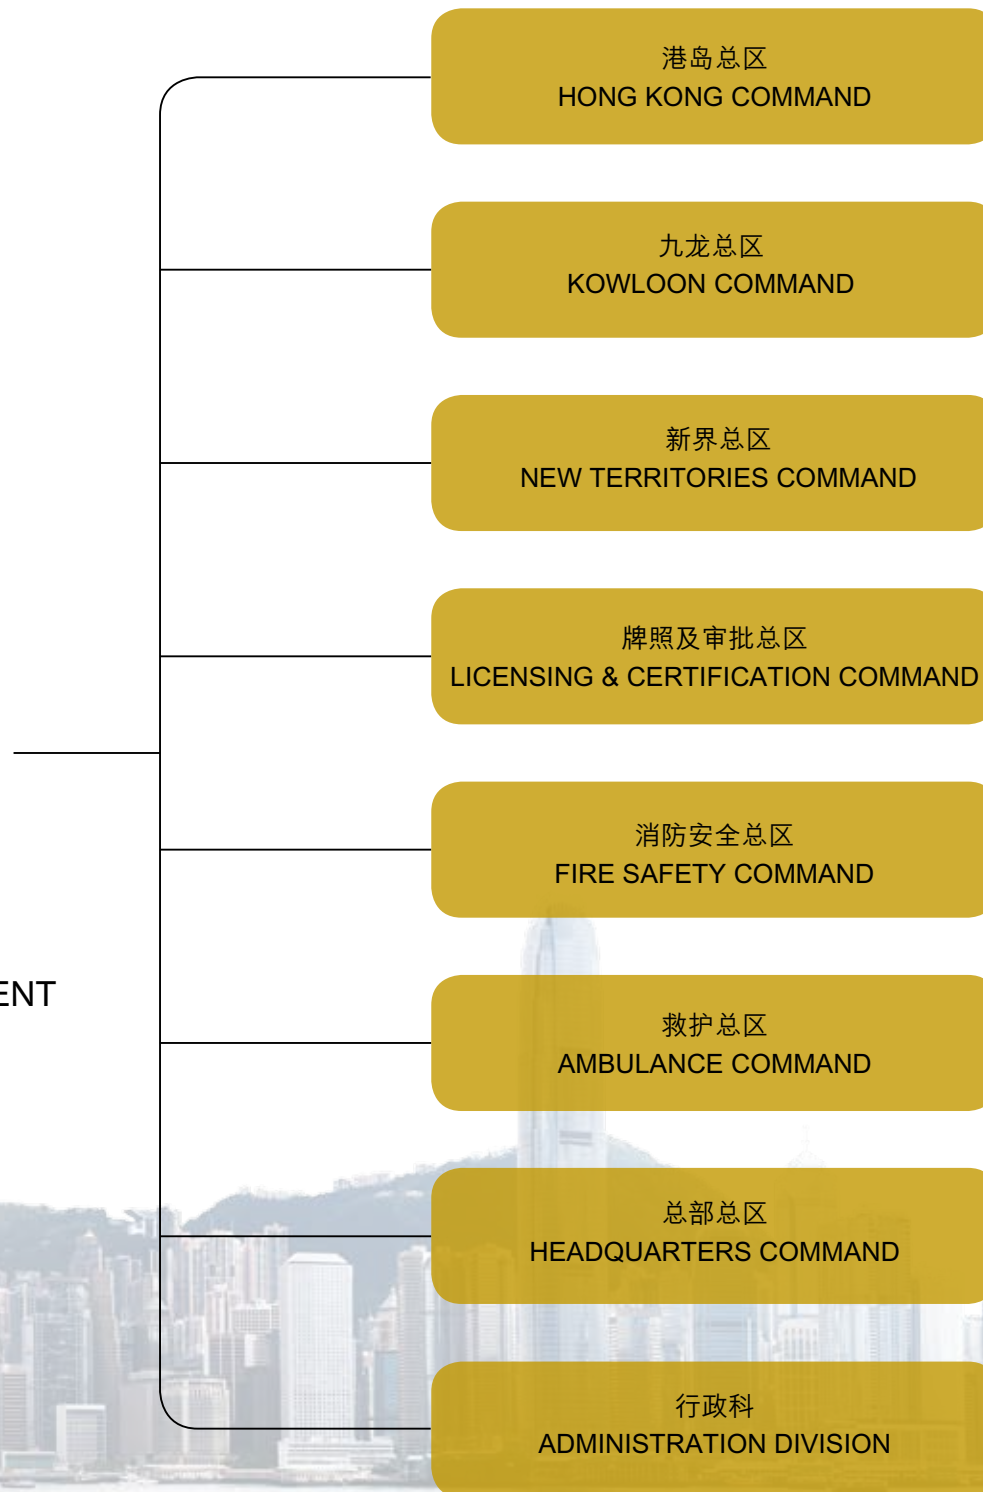 港岛总区
HONG KONG COMMAND
九龙总区
KOWLOON COMMAND
新界总区
NEW TERRITORIES COMMAND
牌照及审批总区
LICENSING & CERTIFICATION COMMAND
消防安全总区
FIRE SAFETY COMMAND
ENT
救护总区
AMBULANCE COMMAND
总部总区
HEADQUARTERS COMMAND
行政科
ADMINISTRATION DIVISION